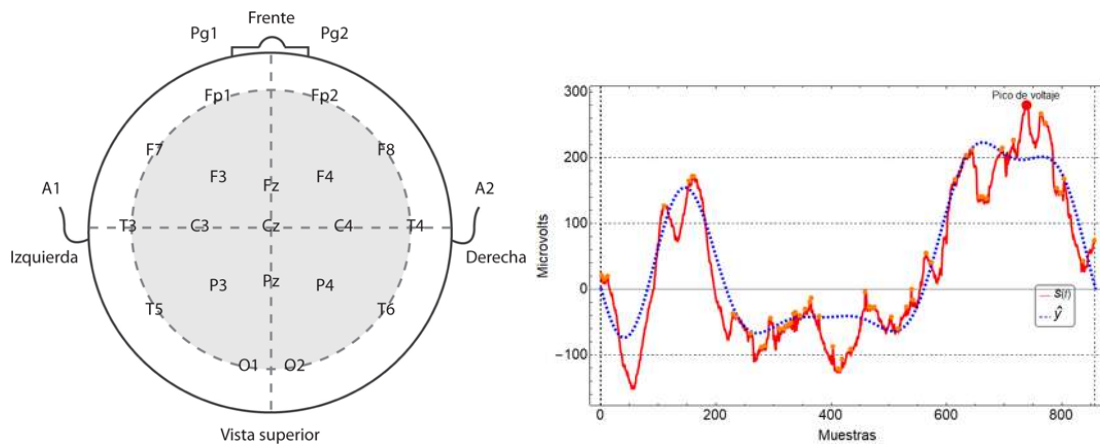 Frente
Pg1 Pg2
Fp1 Fp2
F7 F8
F3 Fz F4
A1 A2
T3 C3 Cz C4 T4
Izquierda Derecha
P3 Pz P4
T5 T6
O1 O2
Vista superior
Pico de voltaje
300
200
100
0
-100
Microvolts
S(f)
ŷ
0 200 400 600 800
Muestras